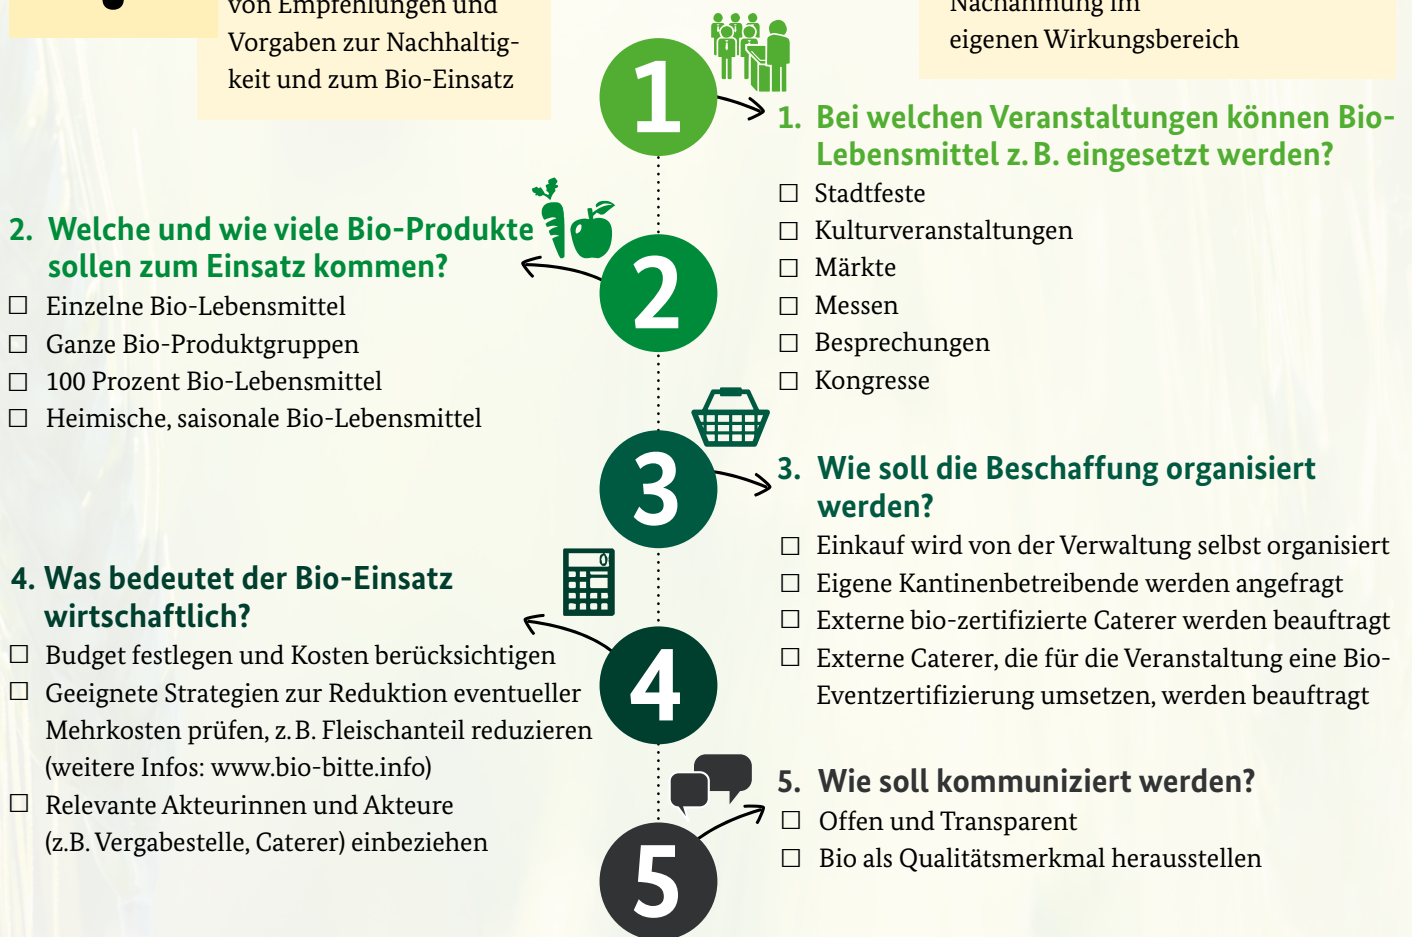 von Empfehlungen und
Vorgaben zur Nachhaltig-
keit und zum Bio-Einsatz
Nachahmung im
eigenen Wirkungsbereich
1
1. Bei welchen Veranstaltungen können Bio-
Lebensmittel z. B. eingesetzt werden?
☐ Stadtfeste
☐ Kulturveranstaltungen
☐ Märkte
☐ Messen
☐ Besprechungen
☐ Kongresse
2
2. Welche und wie viele Bio-Produkte
sollen zum Einsatz kommen?
☐ Einzelne Bio-Lebensmittel
☐ Ganze Bio-Produktgruppen
☐ 100 Prozent Bio-Lebensmittel
☐ Heimische, saisonale Bio-Lebensmittel
3
3. Wie soll die Beschaffung organisiert
werden?
☐ Einkauf wird von der Verwaltung selbst organisiert
☐ Eigene Kantinenbetreibende werden angefragt
☐ Externe bio-zertifizierte Caterer werden beauftragt
☐ Externe Caterer, die für die Veranstaltung eine Bio-
Eventzertifizierung umsetzen, werden beauftragt
0
4
4. Was bedeutet der Bio-Einsatz
wirtschaftlich?
☐ Budget festlegen und Kosten berücksichtigen
☐ Geeignete Strategien zur Reduktion eventueller
Mehrkosten prüfen, z. B. Fleischanteil reduzieren
(weitere Infos: www.bio-bitte.info)
☐ Relevante Akteurinnen und Akteure
(z.B. Vergabestelle, Caterer) einbeziehen
5
5. Wie soll kommuniziert werden?
☐ Offen und Transparent
☐ Bio als Qualitätsmerkmal herausstellen